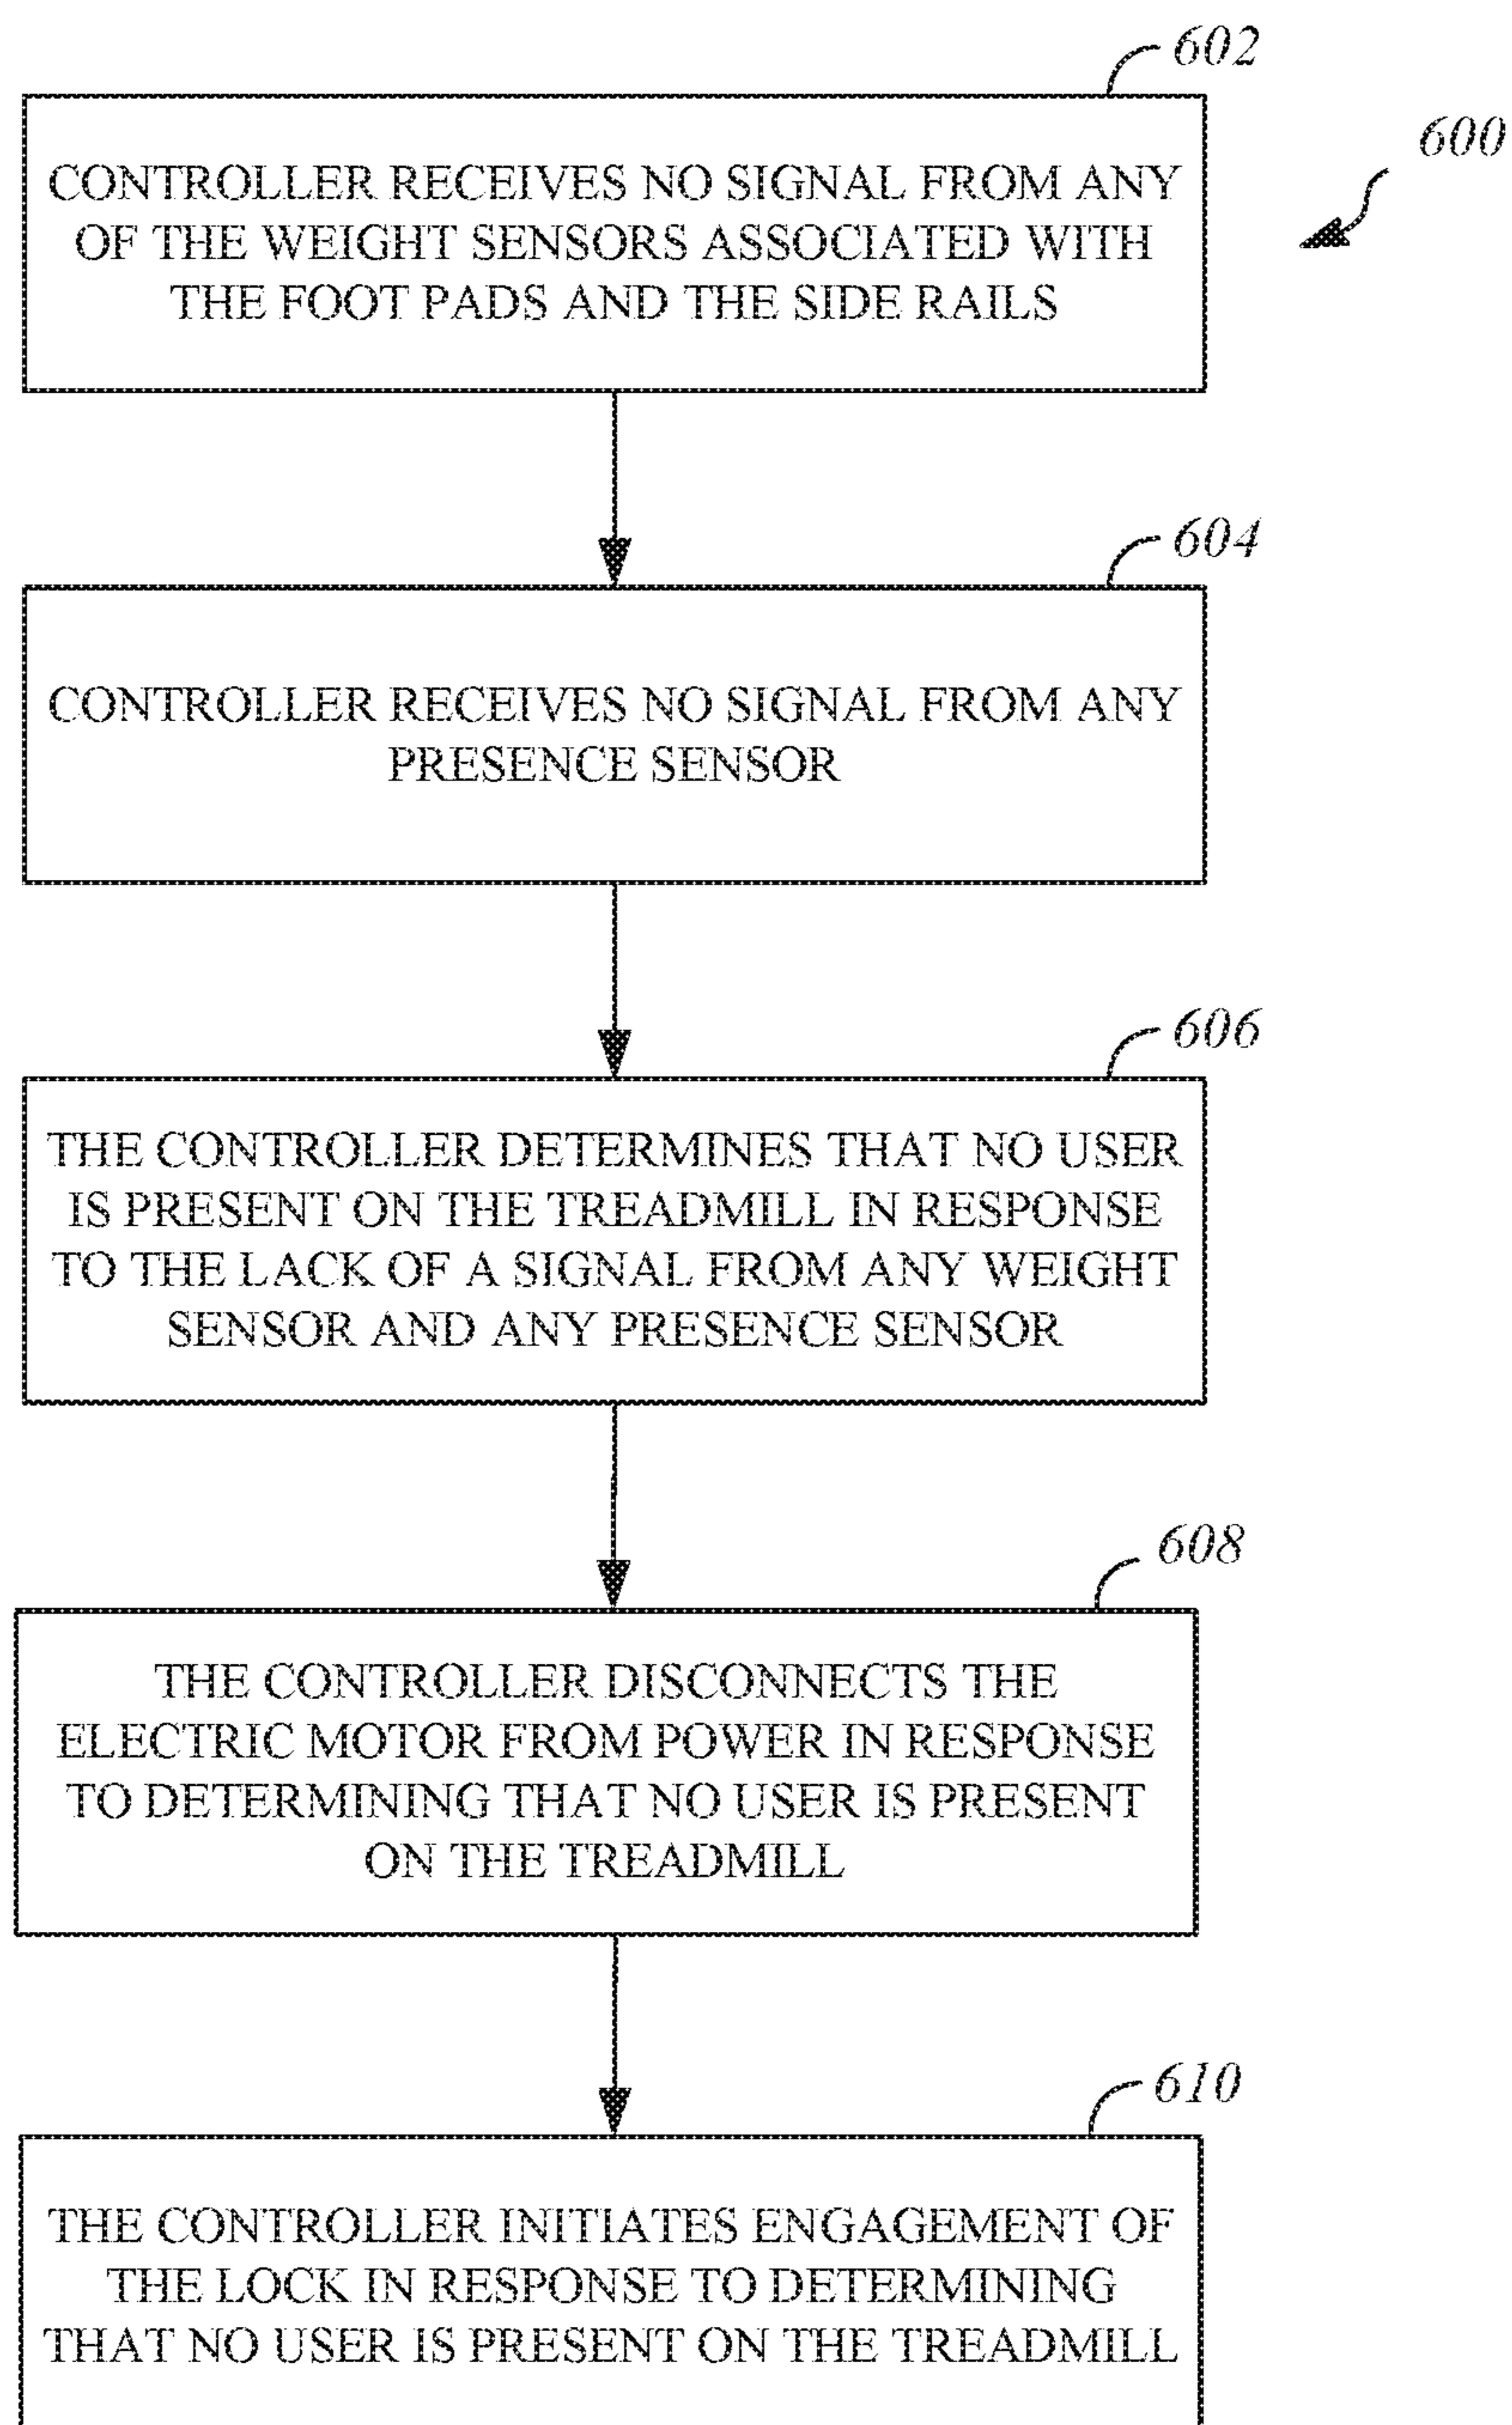 602
600
CONTROLLER RECEIVES NO SIGNAL FROM ANY
OF THE WEIGHT SENSORS ASSOCIATED WITH
THE FOOT PADS AND THE SIDE RAILS
604
CONTROLLER RECEIVES NO SIGNAL FROM ANY
PRESENCE SENSOR
606
THE CONTROLLER DETERMINES THAT NO USER
IS PRESENT ON THE TREADMILL IN RESPONSE
TO THE LACK OF A SIGNAL FROM ANY WEIGHT
SENSOR AND ANY PRESENCE SENSOR
608
THE CONTROLLER DISCONNECTS THE
ELECTRIC MOTOR FROM POWER IN RESPONSE
TO DETERMINING THAT NO USER IS PRESENT
ON THE TREADMILL
610
THE CONTROLLER INITIATES ENGAGEMENT OF
THE LOCK IN RESPONSE TO DETERMINING
THAT NO USER IS PRESENT ON THE TREADMILL